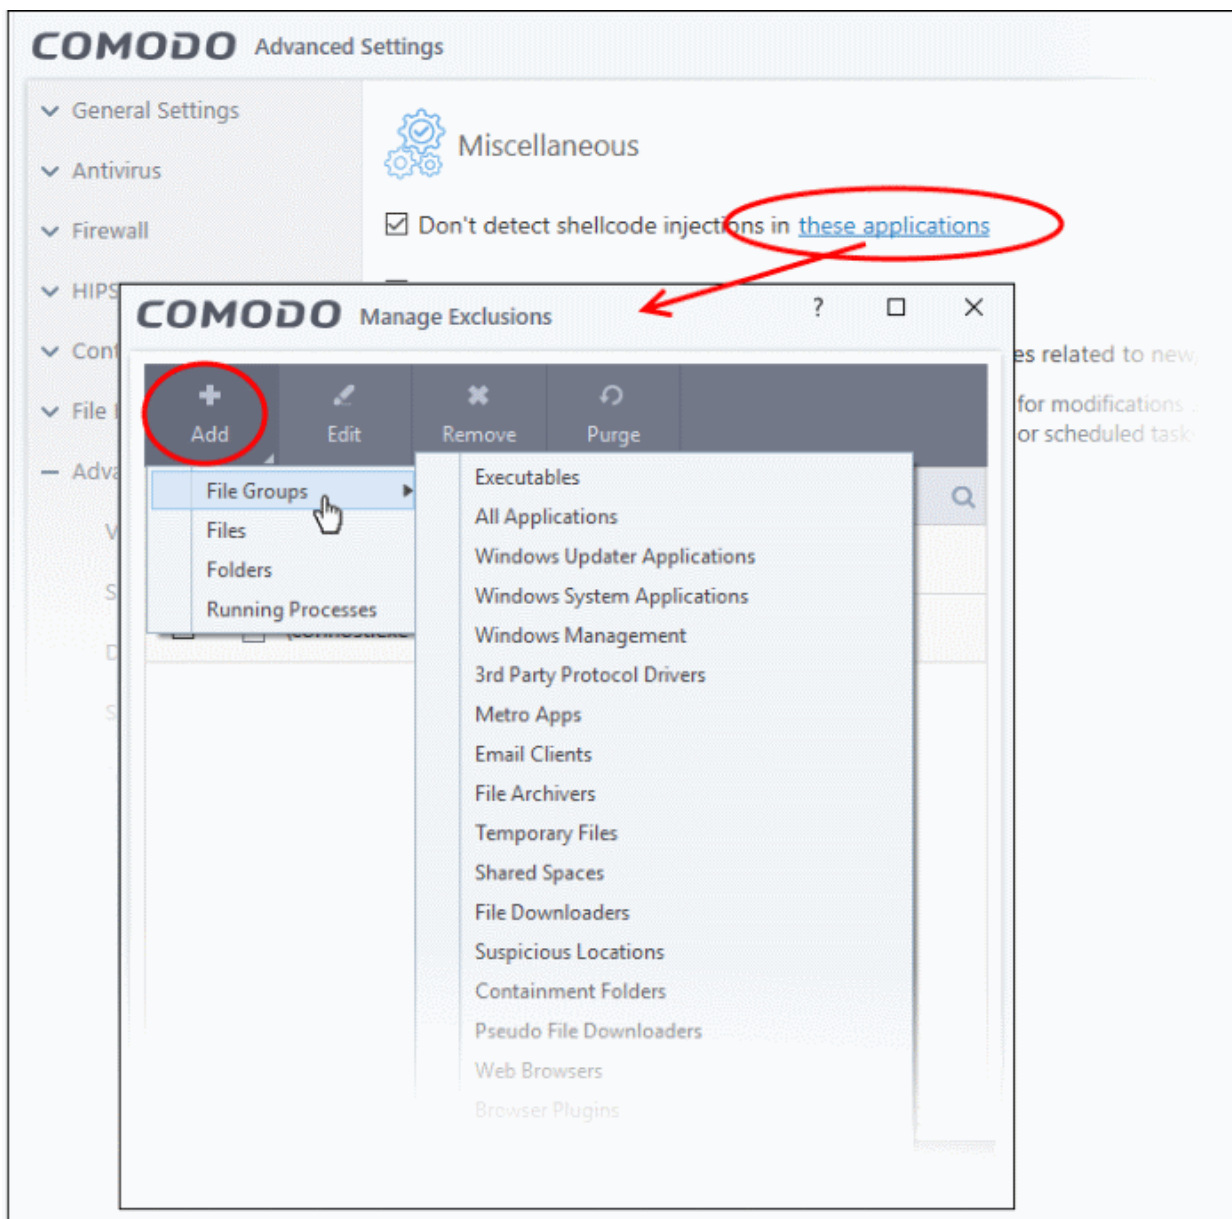 COMODO Advanced Settings
General Settings
Antivirus
Firewall
HIPS
Cont
File
Adva
Miscellaneous
Don't detect shellcode injections in these applications
es related to new,
for modifications
or scheduled task
COMODO Manage Exclusions
?
Add
Edit
Remove
Purge
File Groups
Files
Folders
Running Processes
Executables
All Applications
Windows Updater Applications
Windows System Applications
Windows Management
3rd Party Protocol Drivers
Metro Apps
Email Clients
File Archivers
Temporary Files
Shared Spaces
File Downloaders
Suspicious Locations
Containment Folders
Pseudo File Downloaders
Web Browsers
Browser Plugins